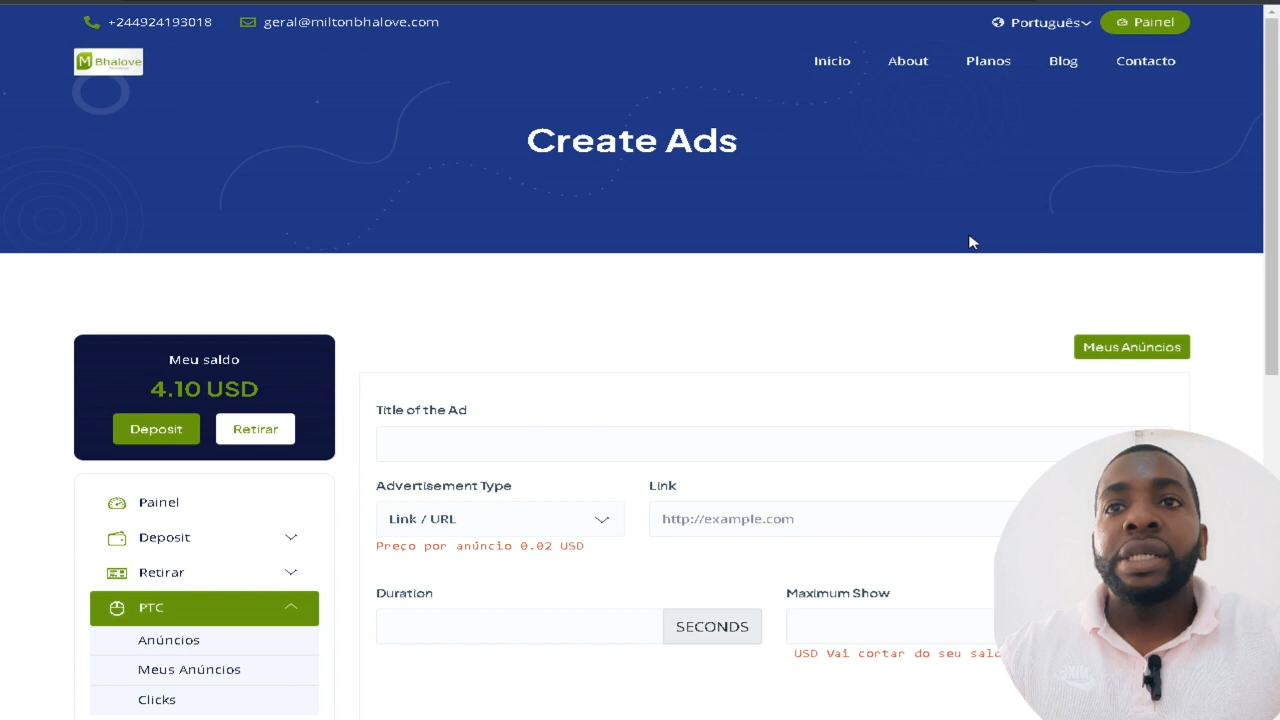 +244924193018 geral@miltonbhalove.com Português Painel
M Bhalove
Inicio About Planos Blog Contacto
Create Ads
Meu saldo
4.10 USD
Deposit Retirar
Painel
Deposit
Retirar
PTC
Anúncios
Meus Anúncios
Clicks
Meus Anúncios
Title of the Ad
Advertisement Type Link
Link / URL http://example.com
Preço por anúncio 0.02 USD
Duration Maximum Show
SECONDS
USD Vai cortar do seu